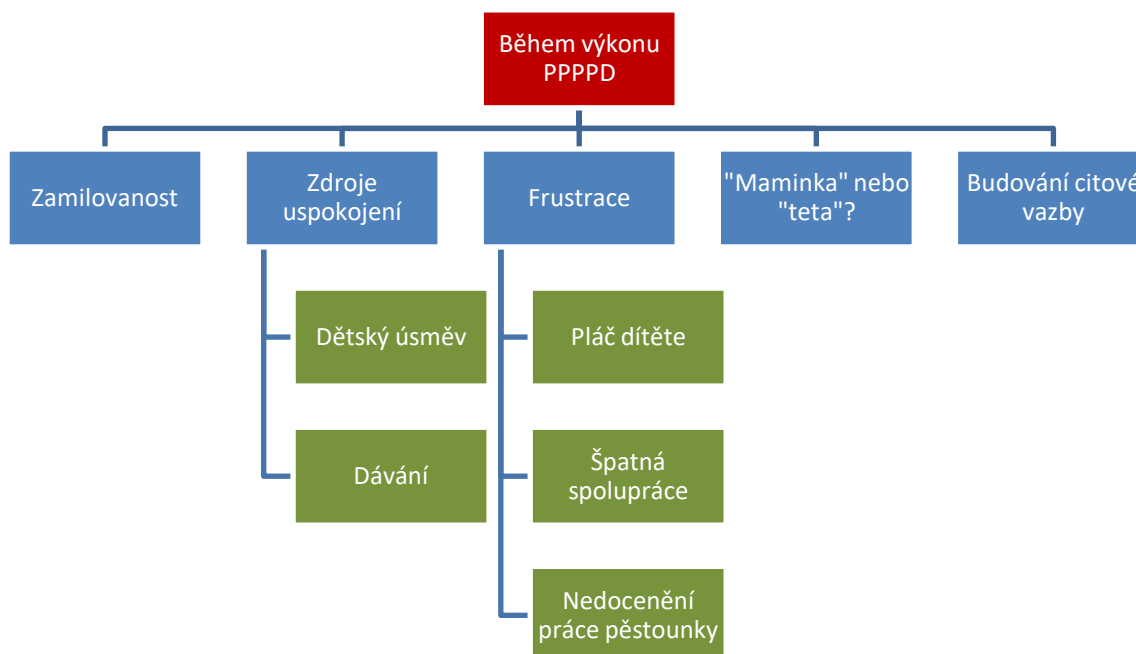 Během výkonu
PPPPD
Zamilovanost
Zdroje
uspokojení
Frustrace
"Maminka" nebo
"teta"?
Budování citové
vazby
Dětský úsměv
Pláč dítěte
Dávání
Špatná
spolupráce
Nedocenění
práce pěstounky